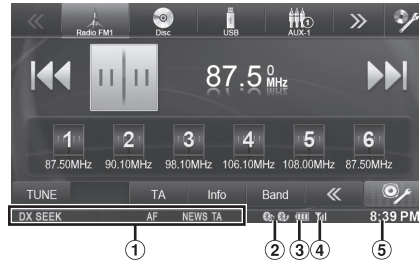 Radio FM1 Disc USB AUX-1
87.50 MHz
1 2 3 4 5 6
87.50MHz 90.10MHz 98.10MHz 106.10MHz 108.00MHz 87.50MHz
TUNE TA Info Band
DX SEEK AF NEWS TA 8:39 PM
1 2 3 4 5